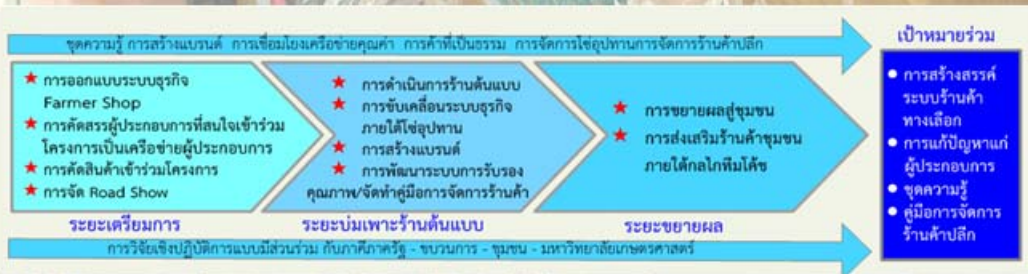 ชุดความรู้ การสร้างแบรนด์ การเชื่อมโยงเครือข่ายคุณค่า การค้าที่เป็นธรรม การจัดการโซ่อุปทานการจัดการร้านค้าปลีก
★ การออกแบบระบบธุรกิจ
Farmer Shop
★ การคัดสรรผู้ประกอบการที่สนใจเข้าร่วม
โครงการเป็นเครือข่ายผู้ประกอบการ
★ การคัดสินค้าเข้าร่วมโครงการ
★ การจัด Road Show
ระยะเตรียมการ
★ การดำเนินการร้านต้นแบบ
★ การขับเคลื่อนระบบธุรกิจ
ภายใต้โซ่อุปทาน
★ การสร้างแบรนด์
★ การพัฒนาระบบการรับรอง
คุณภาพ/จัดทำคู่มือการจัดการร้านค้า
ระยะบ่มเพาะร้านต้นแบบ
★ การขยายผลสู่ชุมชน
★ การส่งเสริมร้านค้าชุมชน
ภายใต้กลไกทีมโค้ช
ระยะขยายผล
การวิจัยเชิงปฏิบัติการแบบมีส่วนร่วม กับภาคีภาครัฐ - ขบวนการ - ชุมชน - มหาวิทยาลัยเกษตรศาสตร์
เป้าหมายร่วม
• การสร้างสรรค์
ระบบร้านค้า
ทางเลือก
• การแก้ปัญหาแก่
ผู้ประกอบการ
• ชุดความรู้
• คู่มือการจัดการ
ร้านค้าปลีก